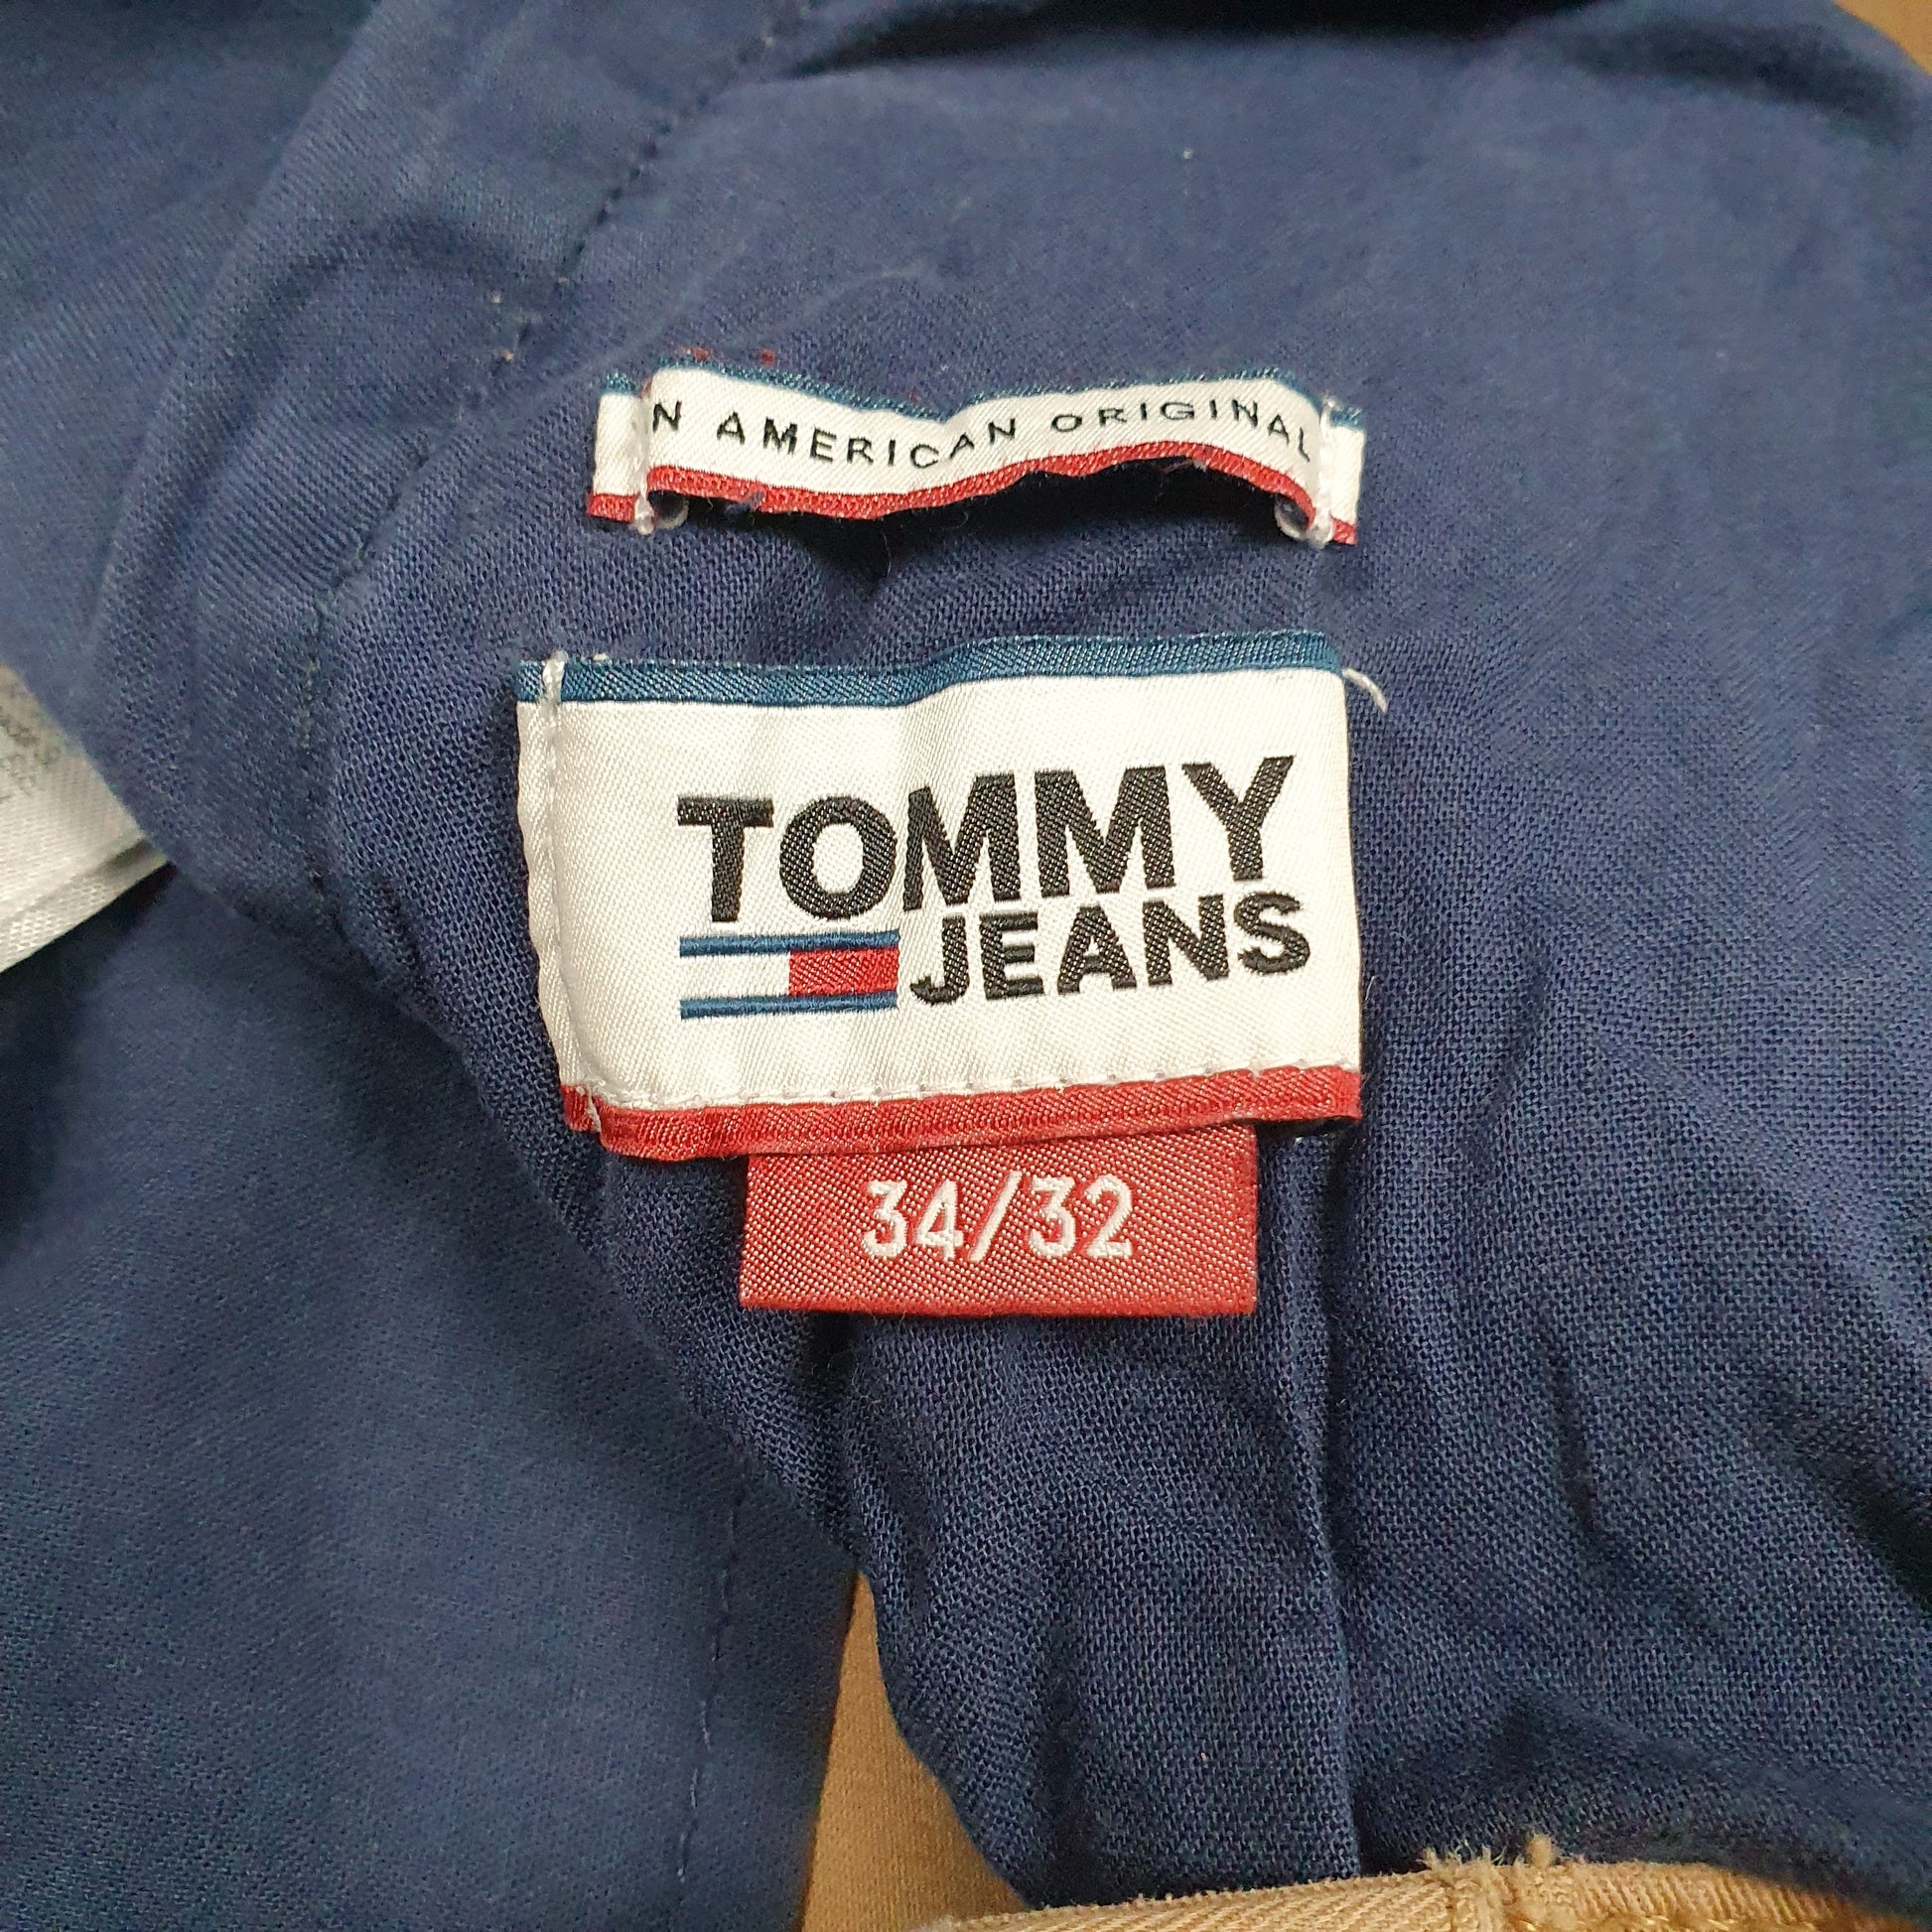 N AMERICAN ORIGINAL
TOMMY
JEANS
34/32